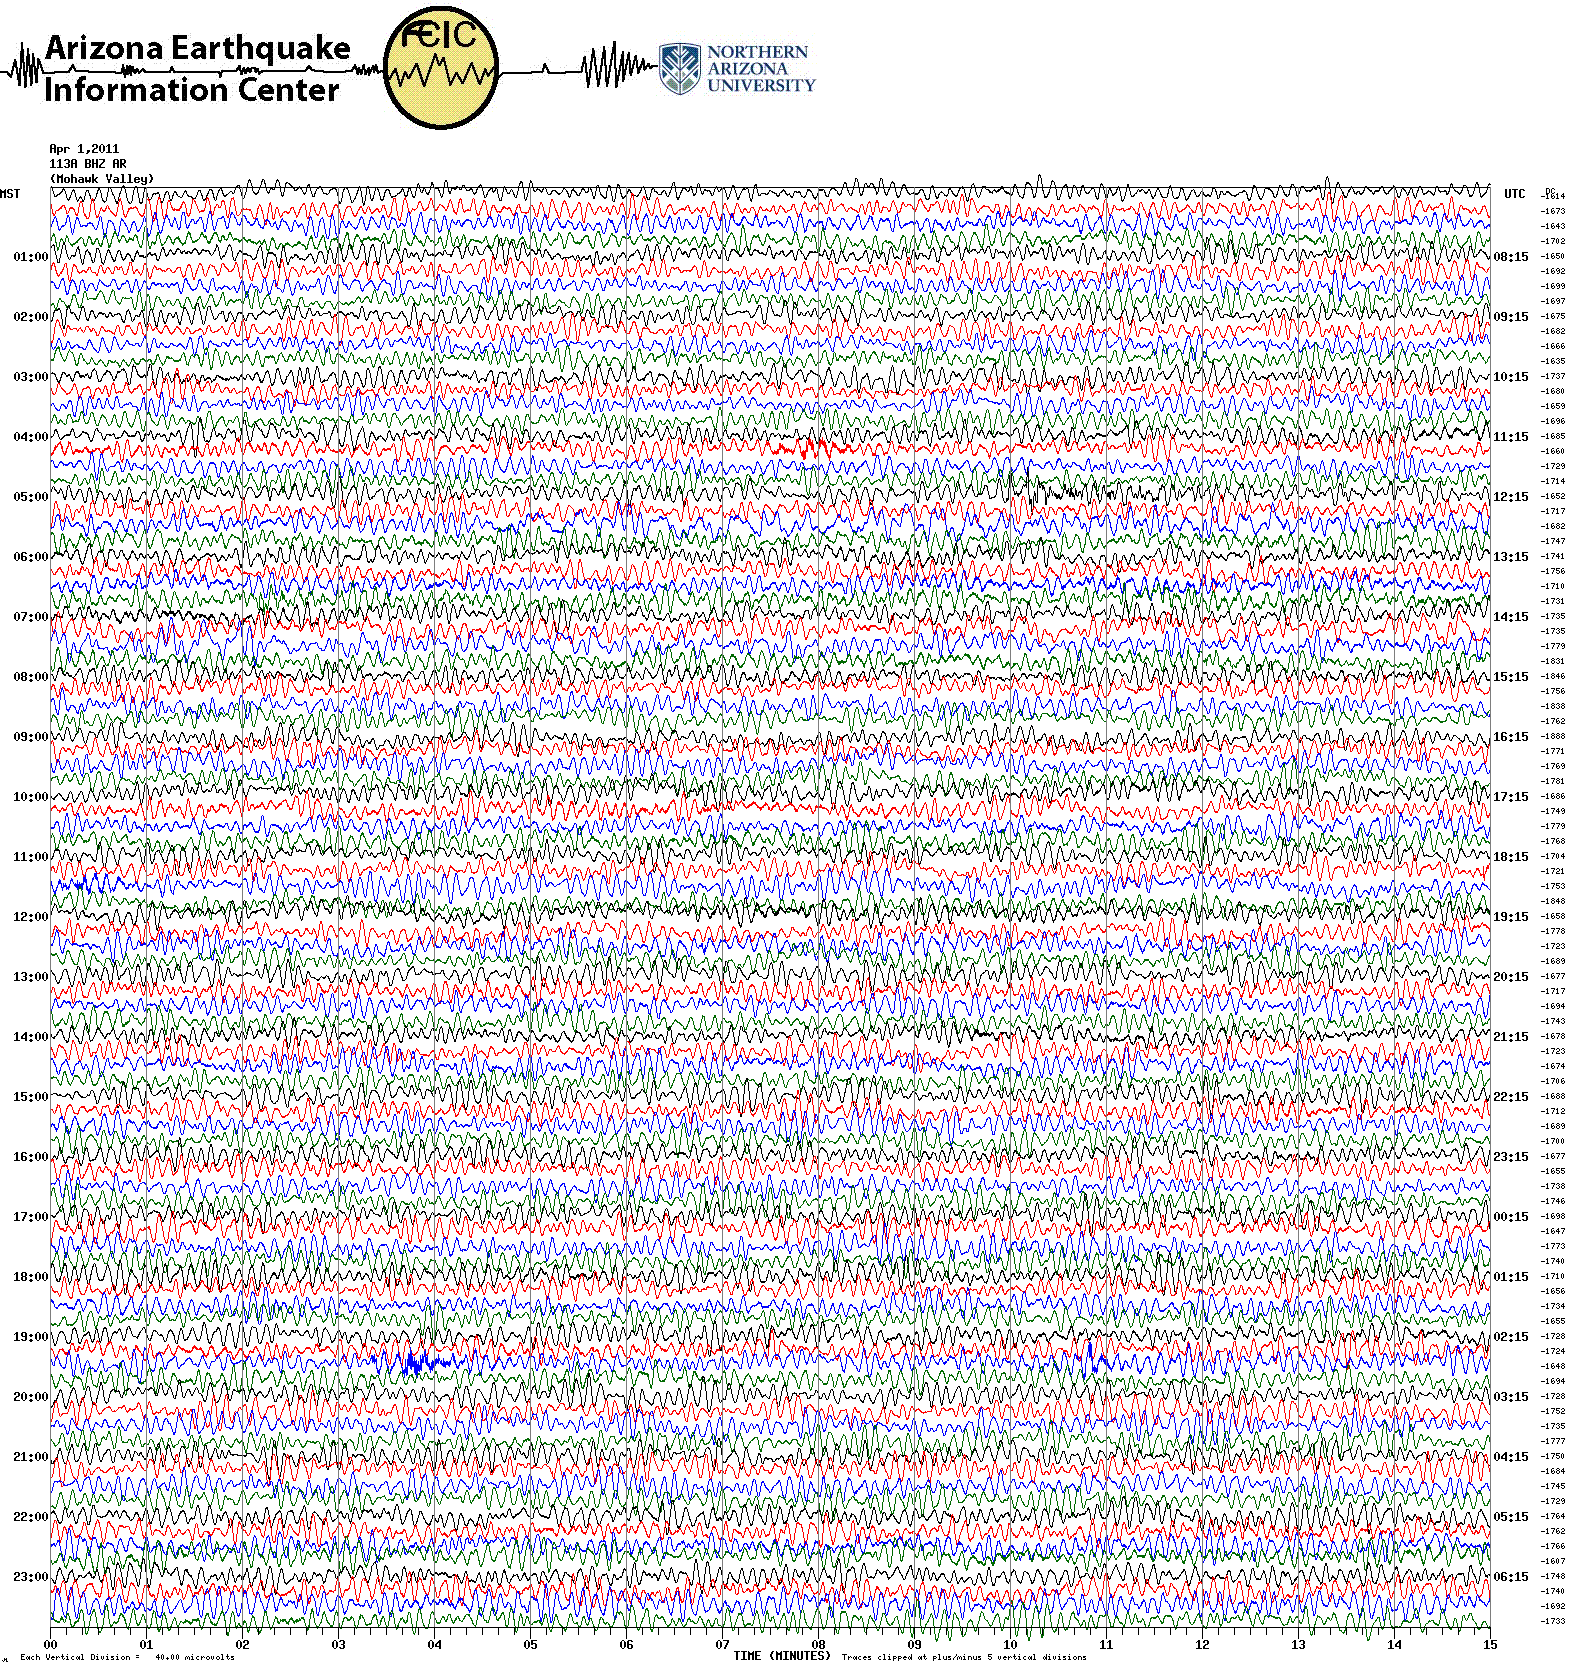 Arizona Earthquake
Information Center
ÆEIC
NORTHERN
ARIZONA
UNIVERSITY
Apr 1,2011
113A BHZ AR
(Mohawk Valley)
MST UTC DC
-1614
-1673
-1643
-1702
01:00 08:15 -1650
-1692
-1699
-1697
02:00 09:15 -1675
-1682
-1666
-1635
03:00 10:15 -1737
-1680
-1659
-1696
04:00 11:15 -1685
-1660
-1729
-1714
05:00 12:15 -1652
-1717
-1682
-1747
06:00 13:15 -1741
-1756
-1710
-1731
07:00 14:15 -1735
-1735
-1779
-1831
08:00 15:15 -1846
-1756
-1838
-1762
09:00 16:15 -1888
-1771
-1769
-1781
10:00 17:15 -1686
-1749
-1779
-1768
11:00 18:15 -1704
-1721
-1753
-1848
12:00 19:15 -1658
-1778
-1723
-1689
13:00 20:15 -1677
-1717
-1694
-1743
14:00 21:15 -1678
-1723
-1674
-1706
15:00 22:15 -1688
-1712
-1689
-1700
16:00 23:15 -1677
-1655
-1738
-1746
17:00 00:15 -1698
-1647
-1773
-1740
18:00 01:15 -1710
-1656
-1734
-1655
19:00 02:15 -1728
-1724
-1648
-1694
20:00 03:15 -1728
-1752
-1735
-1777
21:00 04:15 -1750
-1684
-1745
-1729
22:00 05:15 -1764
-1762
-1766
-1607
23:00 06:15 -1748
-1740
-1692
-1733
00 01 02 03 04 05 06 07 08 09 10 11 12 13 14 15
TIME (MINUTES)
Each Vertical Division = 40.00 microvolts
Traces clipped at plus/minus 5 vertical divisions